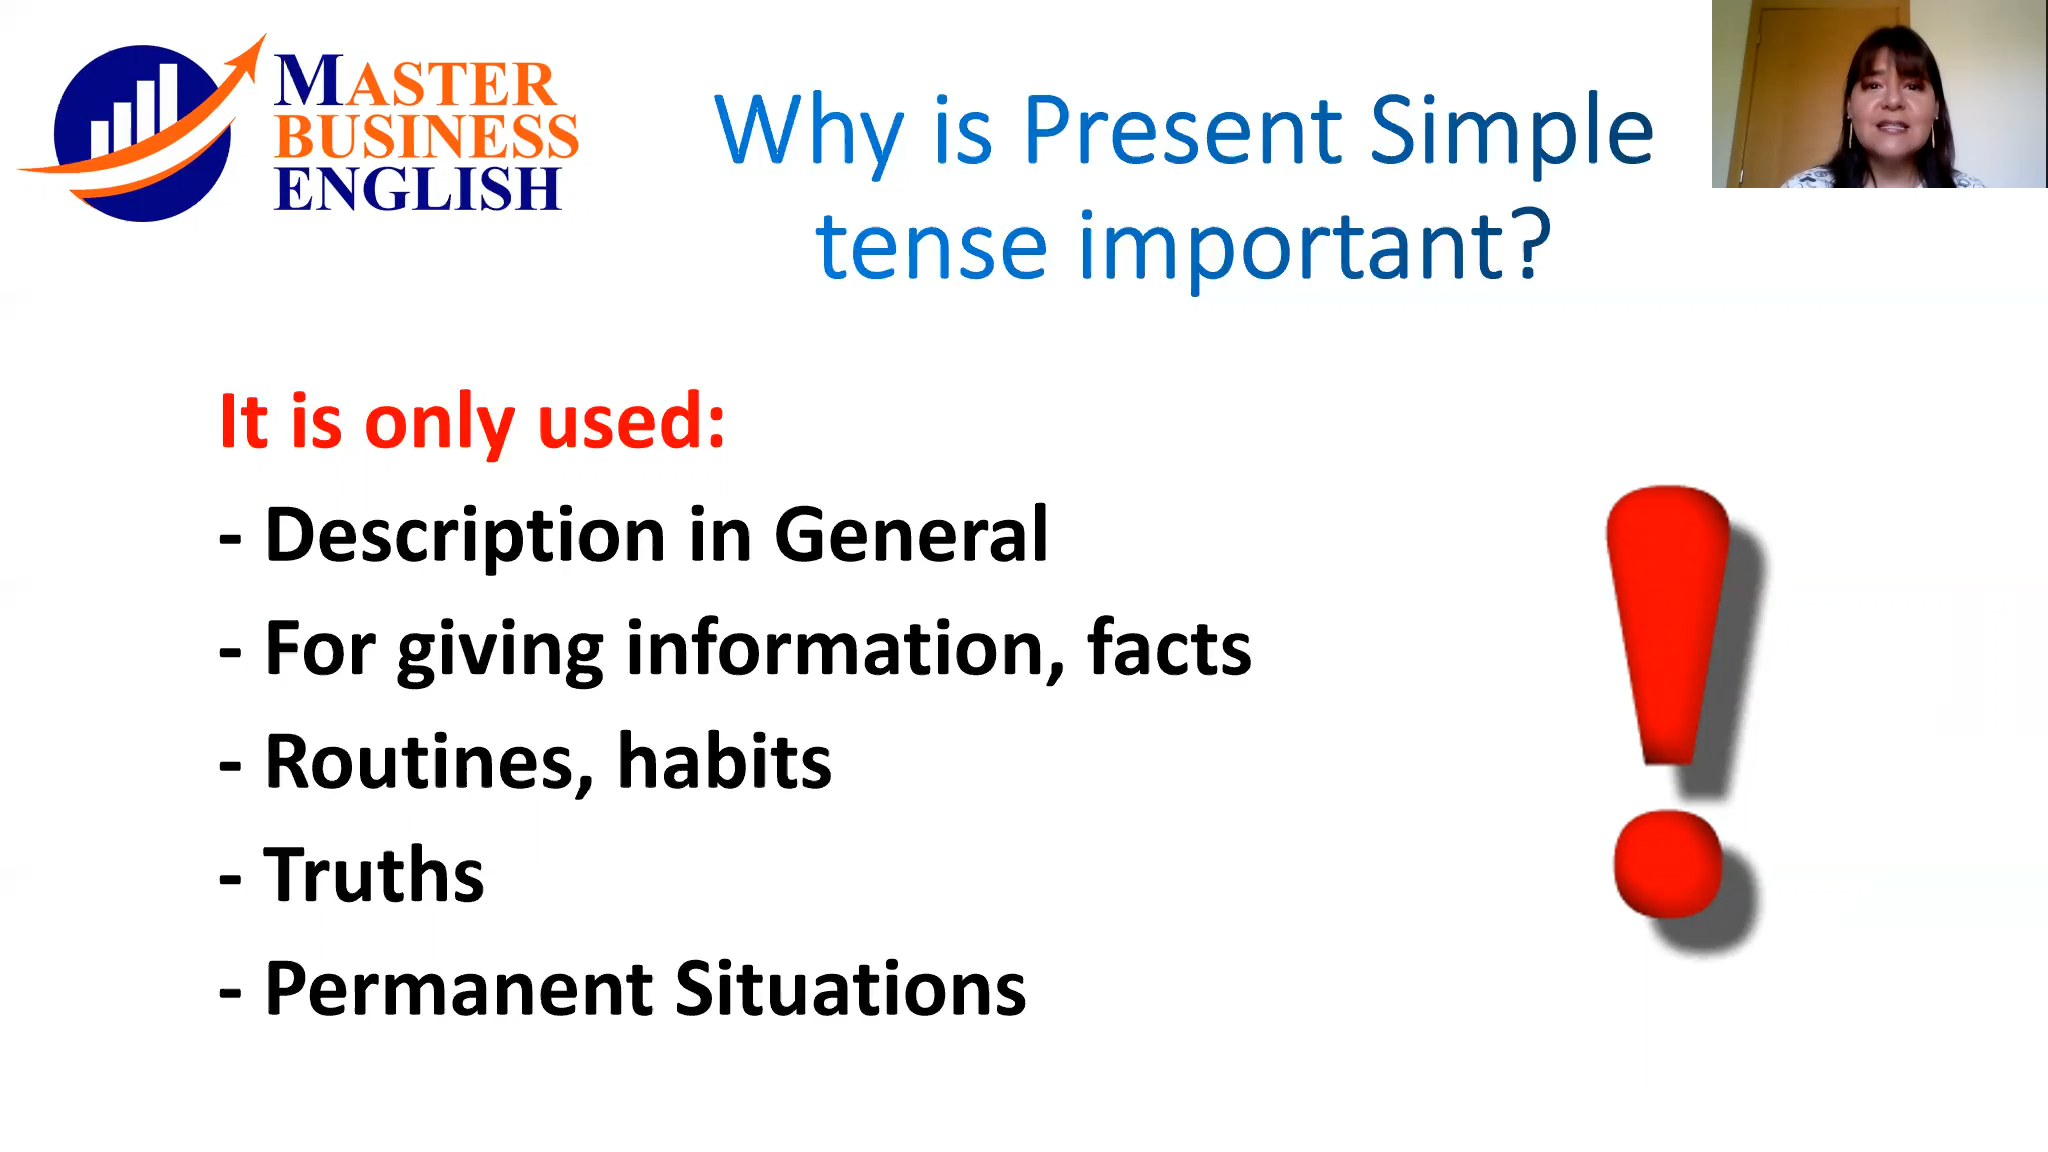 MASTER
BUSINESS
ENGLISH
Why is Present Simple
tense important?
It is only used:
- Description in General
- For giving information, facts
- Routines, habits
- Truths
- Permanent Situations